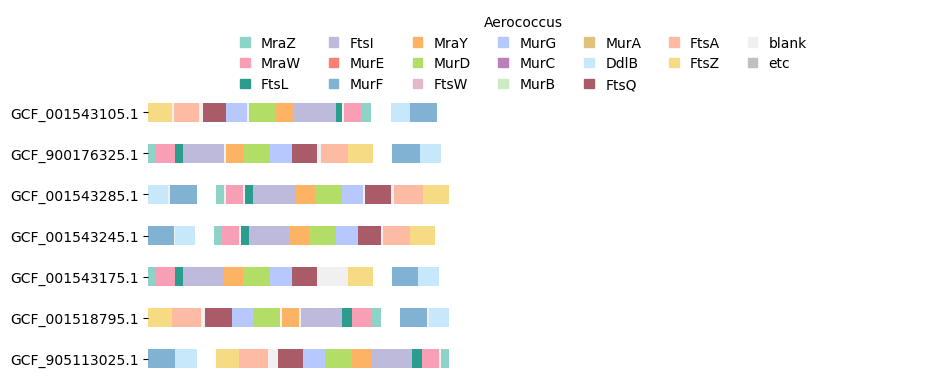 Aerococcus
MraZ FtsI MraY MurG MurA FtsA blank
MraW MurE MurD MurC DdlB FtsZ etc
FtsL MurF FtsW MurB FtsQ
GCF_001543105.1
GCF_900176325.1
GCF_001543285.1
GCF_001543245.1
GCF_001543175.1
GCF_001518795.1
GCF_905113025.1